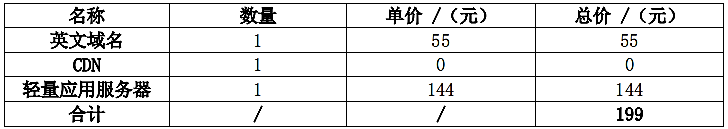 名称 数量 单价 /（元） 总价 /（元）
英文域名 1 55 55
CDN 1 0 0
轻量应用服务器 1 144 144
合计 / / 199